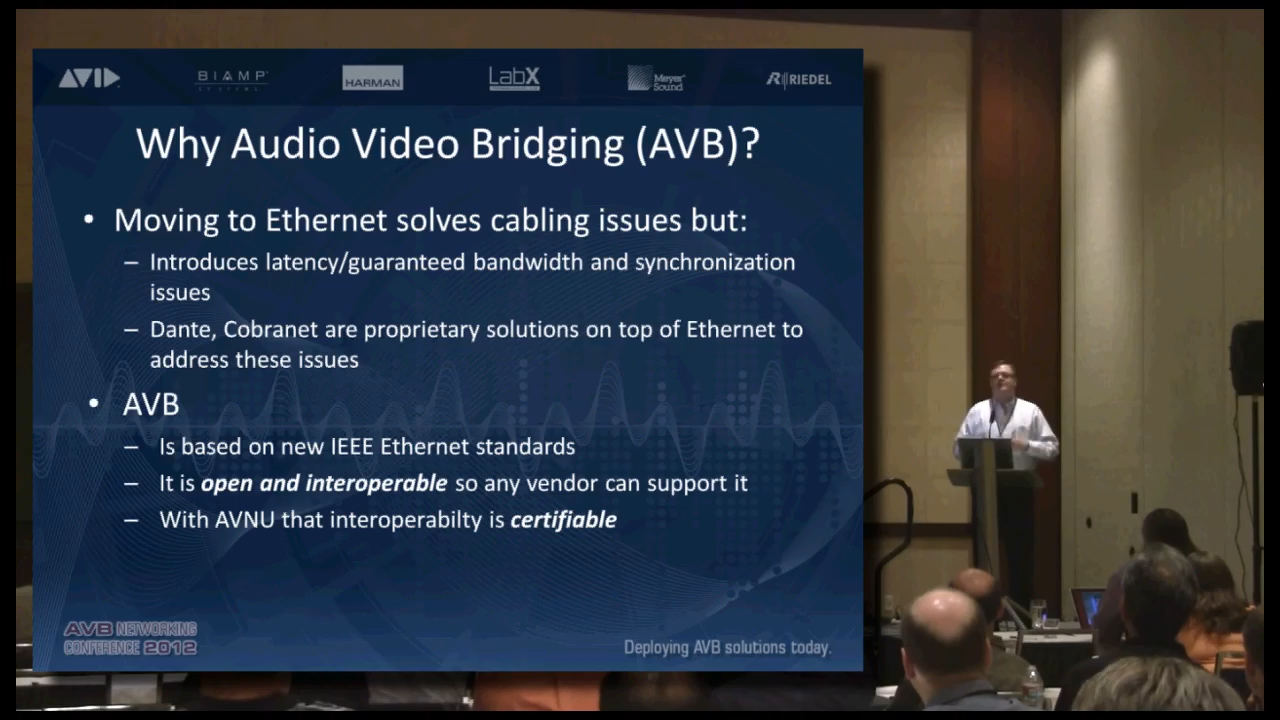 AVID
BIAMP
SYSTEMS
HARMAN
LabX
Meyer
Sound
RIEDEL
Why Audio Video Bridging (AVB)?
• Moving to Ethernet solves cabling issues but:
– Introduces latency/guaranteed bandwidth and synchronization
issues
– Dante, Cobranet are proprietary solutions on top of Ethernet to
address these issues
• AVB
– Is based on new IEEE Ethernet standards
– It is open and interoperable so any vendor can support it
– With AVNU that interoperabilty is certifiable
AVB NETWORKING
CONFERENCE 2012
Deploying AVB solutions today.